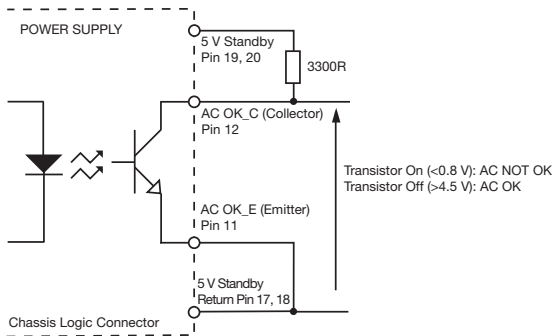 POWER SUPPLY
5 V Standby
Pin 19, 20
3300R
AC OK_C (Collector)
Pin 12
Transistor On (<0.8 V): AC NOT OK
Transistor Off (>4.5 V): AC OK
AC OK_E (Emitter)
Pin 11
5 V Standby
Return Pin 17, 18
Chassis Logic Connector